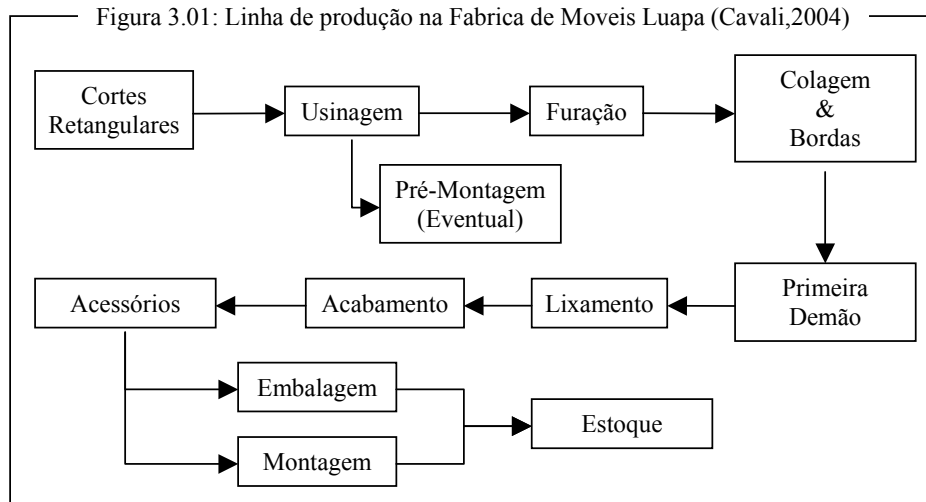 Figura 3.01: Linha de produção na Fabrica de Moveis Luapa (Cavali,2004)
Cortes
Retangulares
Usinagem
Furação
Colagem
&
Bordas
Pré-Montagem
(Eventual)
Acessórios
Acabamento
Lixamento
Primeira
Demão
Embalagem
Estoque
Montagem